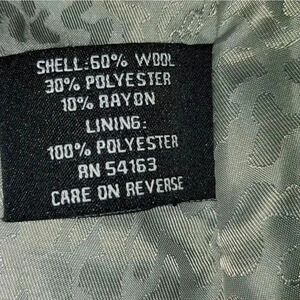 SHELL:60% WOOL
30% POLYESTER
10% RAYON
LINING:
100% POLYESTER
RN 54163
CARE ON REVERSE